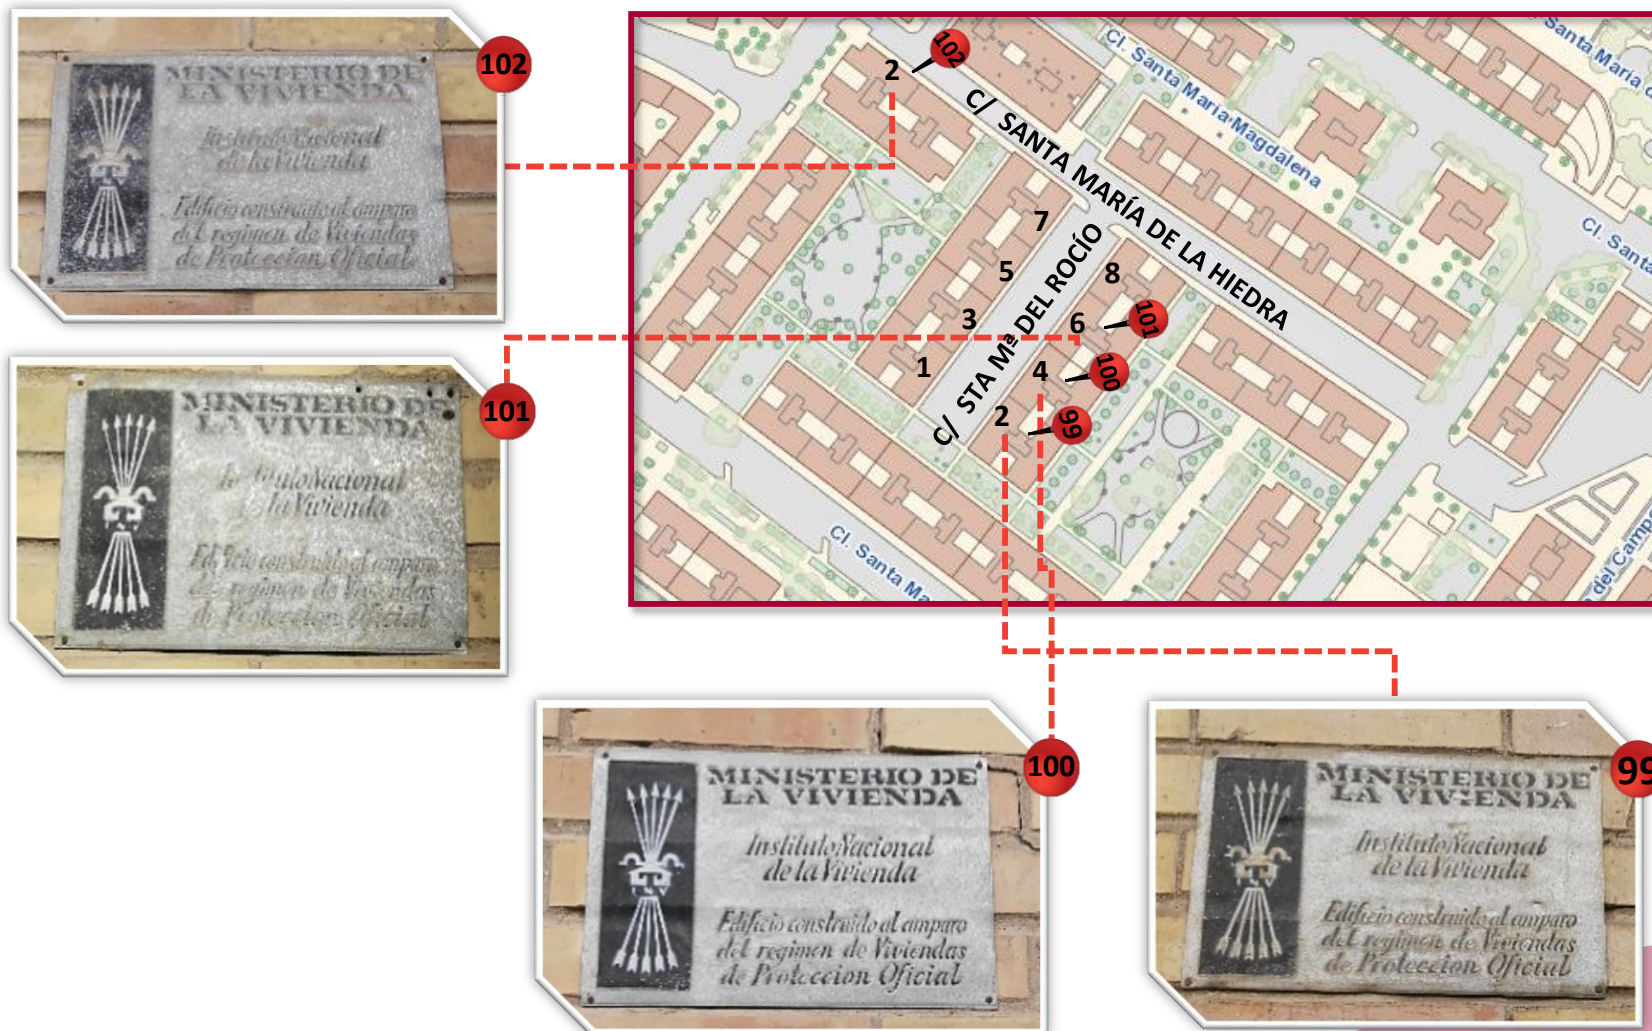 102
MINISTERIO DE
LA VIVIENDA
Instituto Nacional
de la Vivienda
Edificio construido al amparo
del regimen de Viviendas
de Proteccion Oficial
101
MINISTERIO DE
LA VIVIENDA
Nacional
la Vivienda
construido al amparo
regimen de Viviendas
de Proteccion Oficial
2
102
C/ SANTA MARÍA DE LA HIEDRA
Cl. Santa María Magdalena
Santa María d
Cl. Santa
7
5
3
1
C/ STA Mª DEL ROCÍO
8
6
101
4
100
2
99
Cl. Santa Ma
del Camp
100
MINISTERIO DE
LA VIVIENDA
Instituto Nacional
de la Vivienda
Edificio construido al amparo
del regimen de Viviendas
de Proteccion Oficial
99
MINISTERIO DE
LA VIVIENDA
Instituto Nacional
de la Vivienda
Edificio construido al amparo
del regimen de Viviendas
de Proteccion Oficial